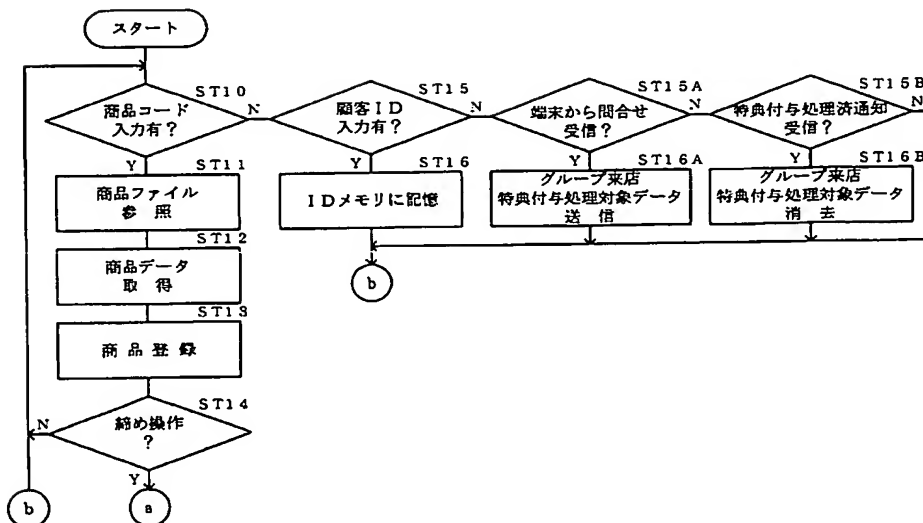 スタート
ST10
商品コード
入力有？
N
Y
ST15
顧客ID
入力有？
N
Y
ST15A
端末から問合せ
受信？
N
Y
ST15B
特典付与処理済通知
受信？
N
Y
ST11
商品ファイル
参照
ST16
IDメモリに記憶
ST16A
グループ来店
特典付与処理対象データ
送信
ST16B
グループ来店
特典付与処理対象データ
消去
ST12
商品データ
取得
b
ST13
商品登録
ST14
締め操作
？
N
Y
b
a